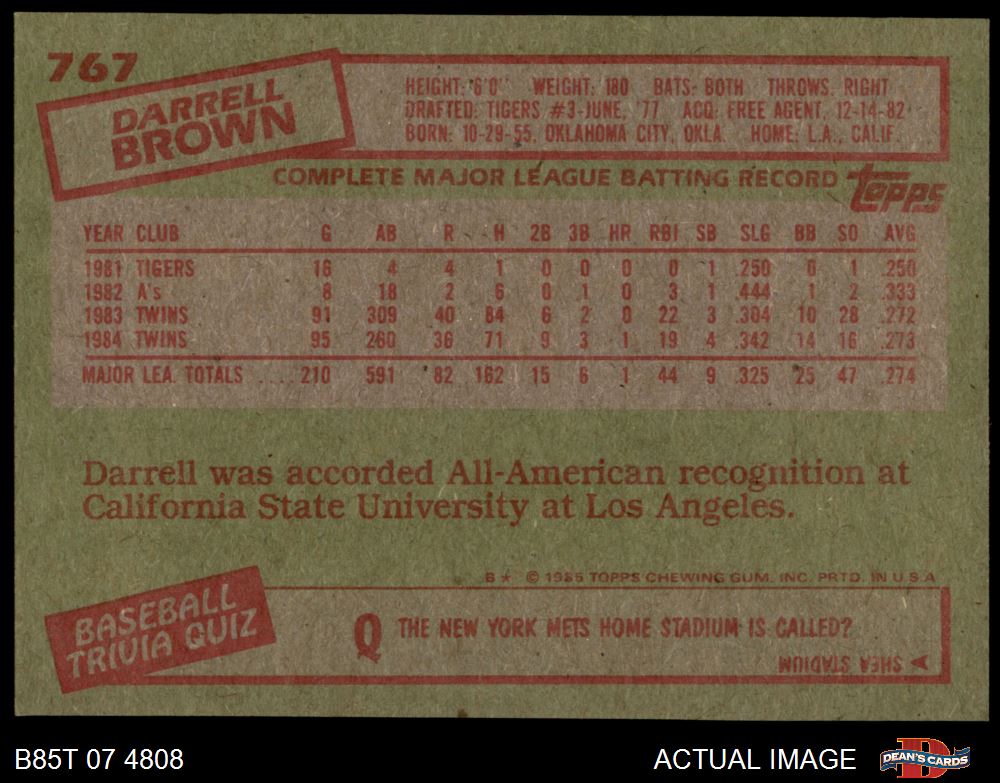 767
DARRELL
BROWN
HEIGHT: 6'0" WEIGHT: 180 BATS: BOTH THROWS: RIGHT
DRAFTED: TIGERS #3-JUNE, '77 ACQ: FREE AGENT, 12-14-82
BORN: 10-29-55, OKLAHOMA CITY, OKLA. HOME: L.A., CALIF.
COMPLETE MAJOR LEAGUE BATTING RECORD topps
YEAR CLUB G AB R H 2B 3B HR RBI SB SLG BB SO AVG
1981 TIGERS 16 4 4 1 0 0 0 0 1 .250 0 1 .250
1982 A's 8 18 2 6 0 1 0 3 1 .444 1 2 .333
1983 TWINS 91 309 40 84 6 2 0 22 3 .304 10 28 .272
1984 TWINS 95 260 36 71 9 3 1 19 4 .342 14 16 .273
MAJOR LEA. TOTALS .... 210 591 82 162 15 6 1 44 9 .325 25 47 .274
Darrell was accorded All-American recognition at
California State University at Los Angeles.
B* © 1985 TOPPS CHEWING GUM, INC. PRTD. IN U.S.A
BASEBALL
TRIVIA QUIZ
Q THE NEW YORK METS HOME STADIUM IS CALLED?
SHEA STADIUM
B85T 07 4808
ACTUAL IMAGE
D
DEAN'S CARDS